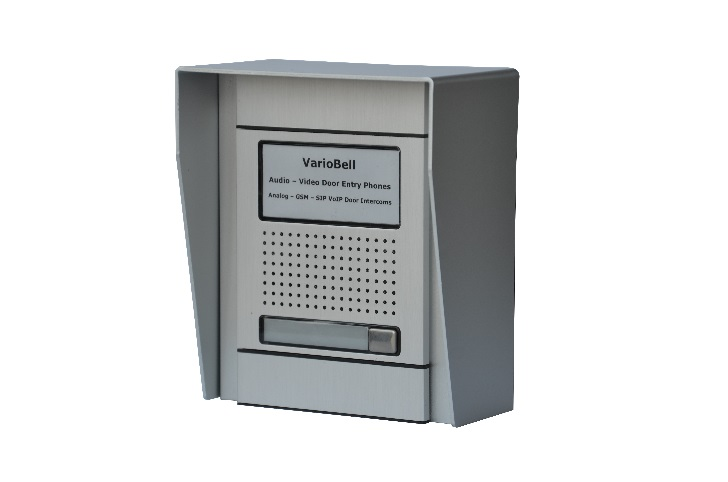 VarioBell
Audio – Video Door Entry Phones
Analog – GSM – SIP VoIP Door Intercoms